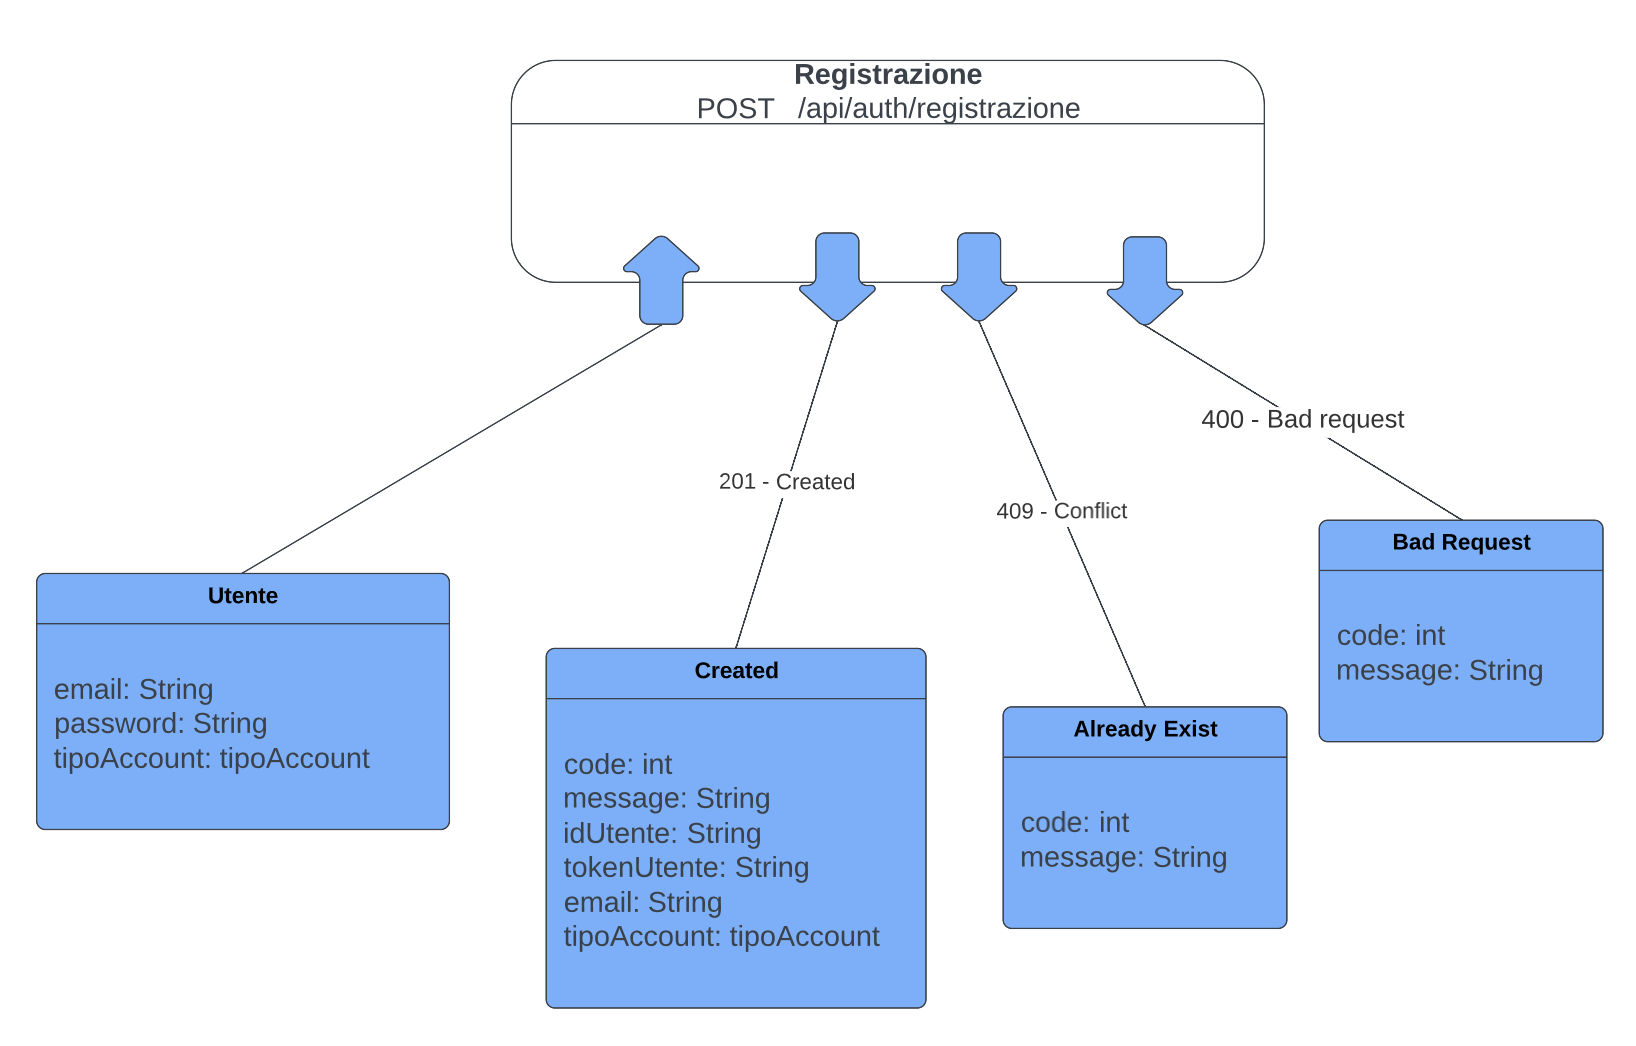 Registrazione
POST /api/auth/registrazione
400 - Bad request
201 - Created
409 - Conflict
Utente
email: String
password: String
tipoAccount: tipoAccount
Created
code: int
message: String
idUtente: String
tokenUtente: String
email: String
tipoAccount: tipoAccount
Already Exist
code: int
message: String
Bad Request
code: int
message: String